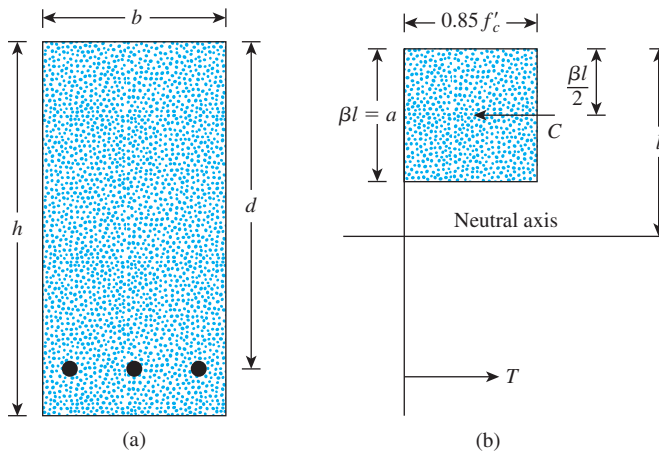 b
h
d
(a)
0.85 f′c
βl = a
βl
2
C
l
Neutral axis
T
(b)